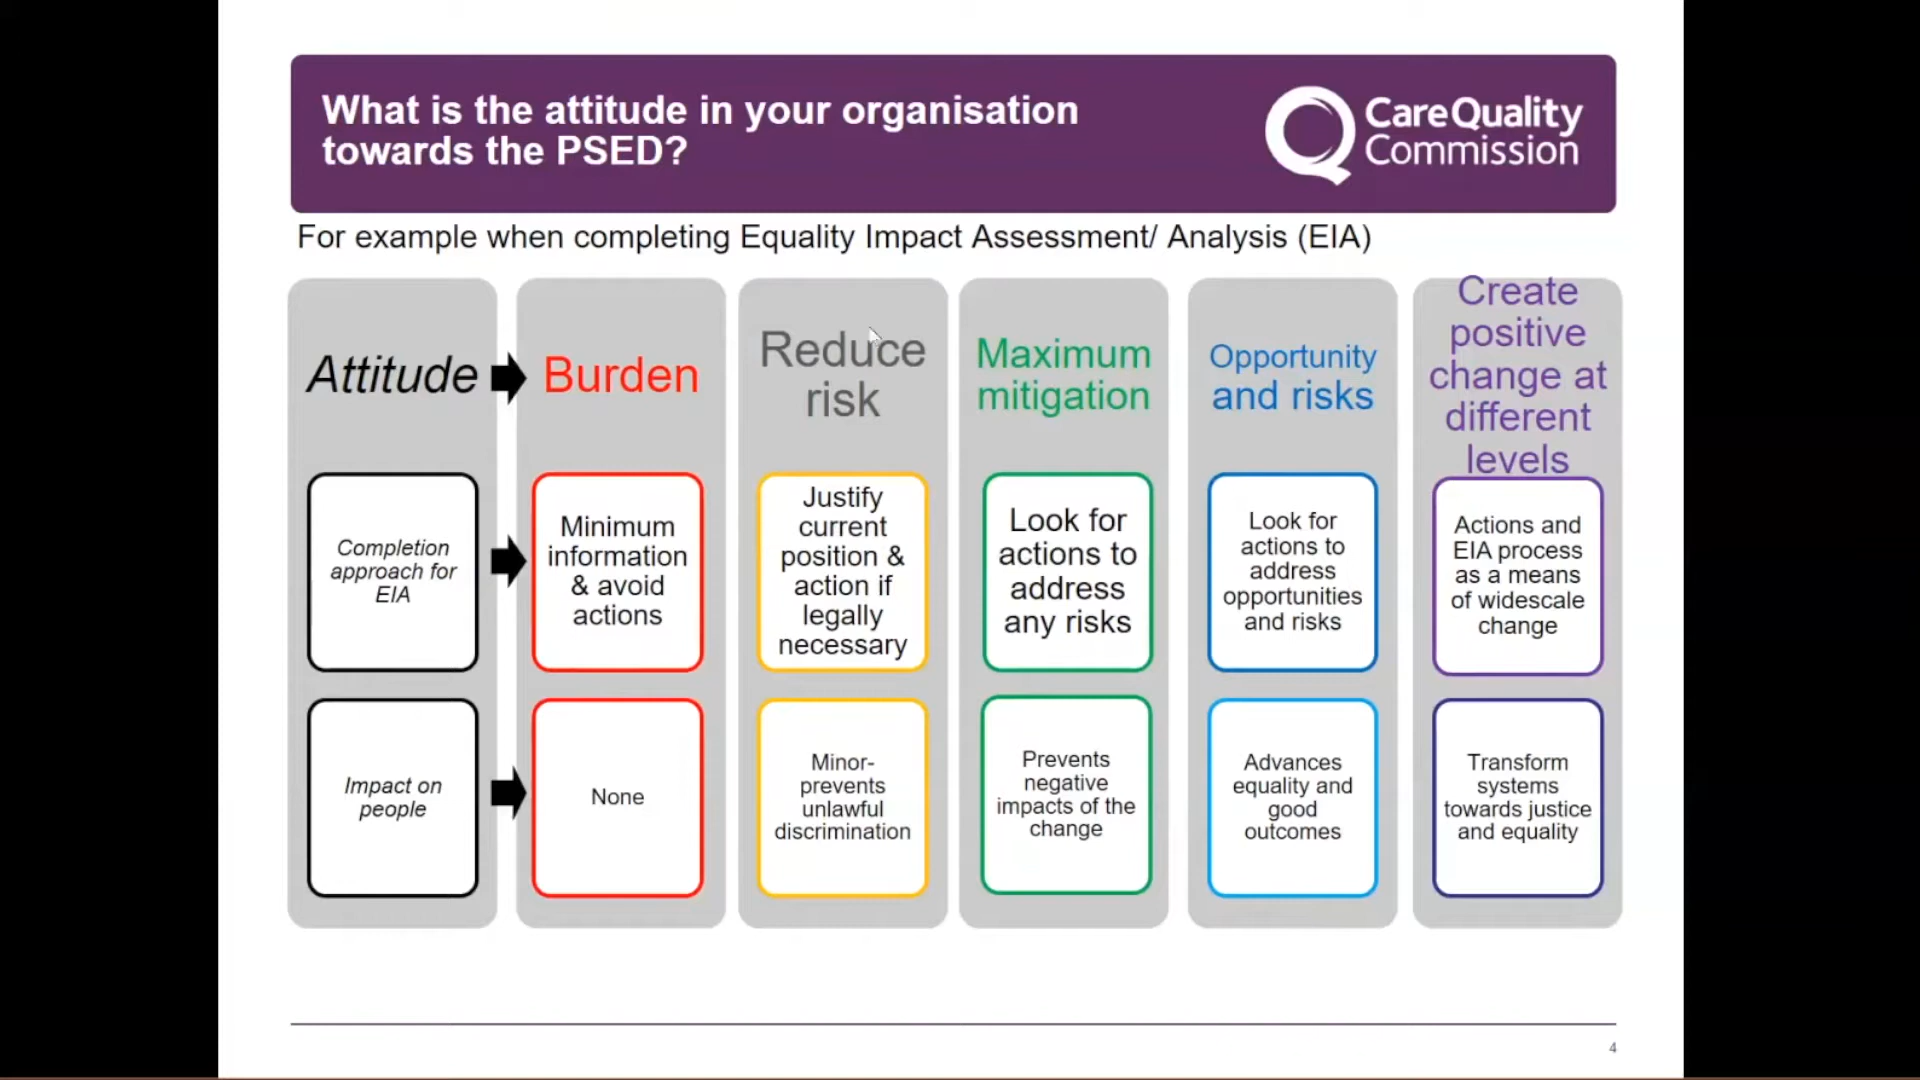 What is the attitude in your organisation
towards the PSED?
CareQuality
Commission
For example when completing Equality Impact Assessment/ Analysis (EIA)
Attitude
Burden
Reduce
risk
Maximum
mitigation
Opportunity
and risks
Create
positive
change at
different
levels
Completion
approach for
EIA
Minimum
information
& avoid
actions
Justify
current
position &
action if
legally
necessary
Look for
actions to
address
any risks
Look for
actions to
address
opportunities
and risks
Actions and
EIA process
as a means
of widescale
change
Impact on
people
None
Minor-
prevents
unlawful
discrimination
Prevents
negative
impacts of the
change
Advances
equality and
good
outcomes
Transform
systems
towards justice
and equality
4